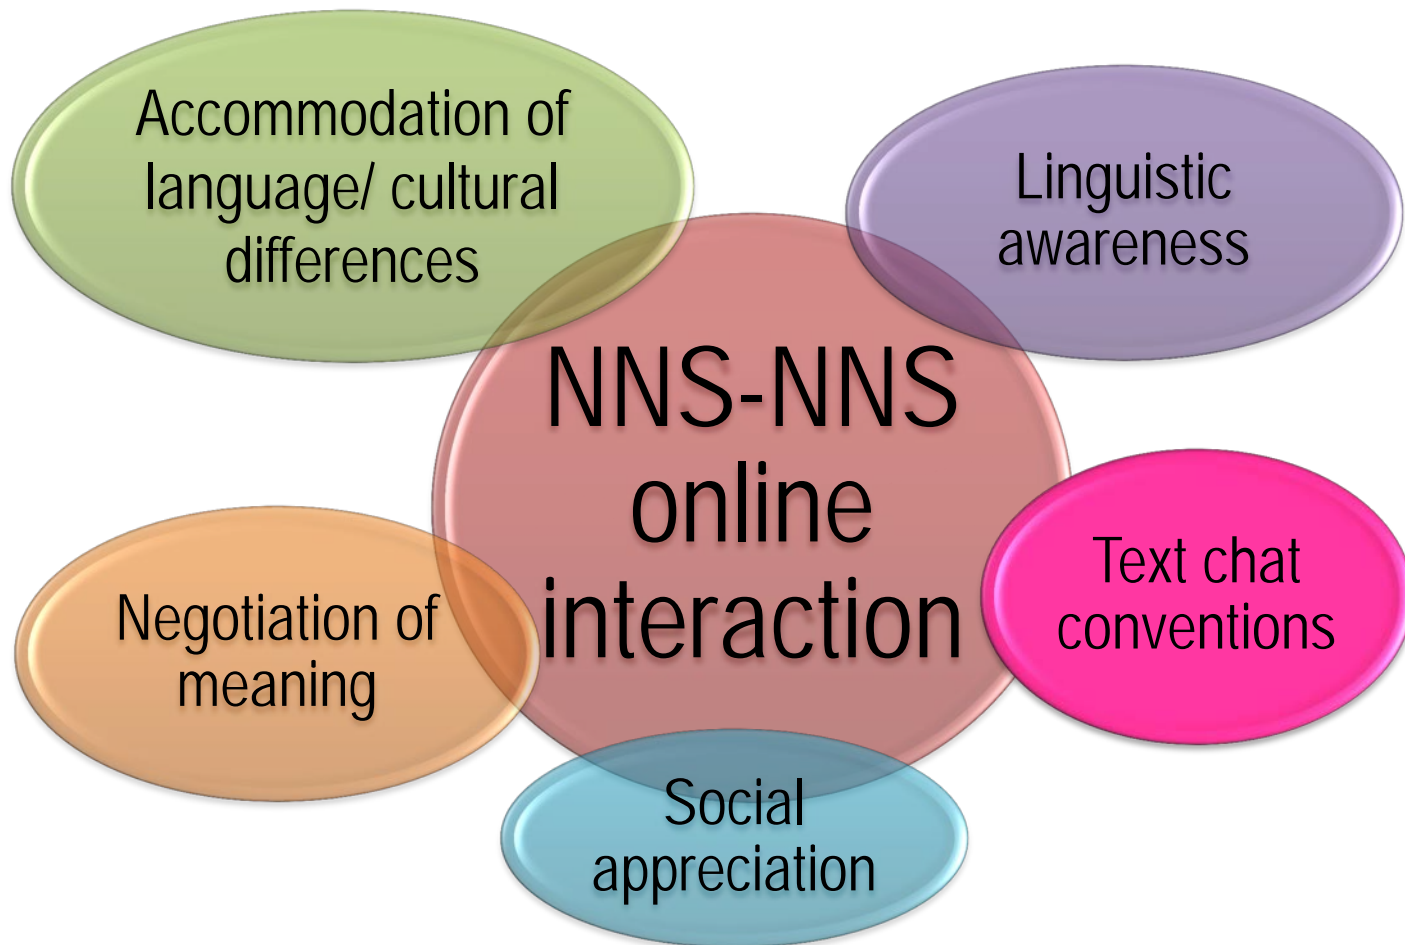 Accommodation of
language/ cultural
differences
Linguistic
awareness
NNS-NNS
online
interaction
Text chat
conventions
Negotiation of
meaning
Social
appreciation